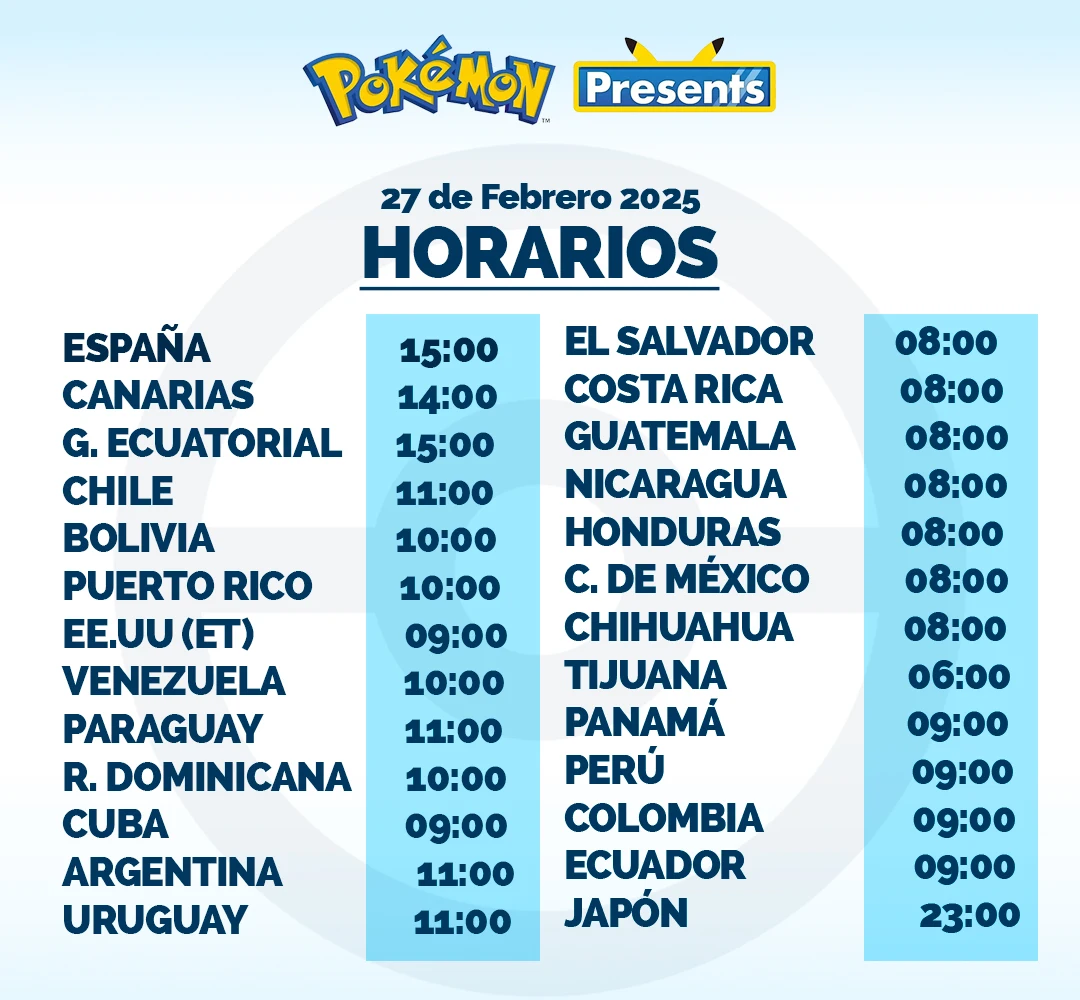 POKéMON™ Presents
27 de Febrero 2025
HORARIOS
ESPAÑA 15:00
CANARIAS 14:00
G. ECUATORIAL 15:00
CHILE 11:00
BOLIVIA 10:00
PUERTO RICO 10:00
EE.UU (ET) 09:00
VENEZUELA 10:00
PARAGUAY 11:00
R. DOMINICANA 10:00
CUBA 09:00
ARGENTINA 11:00
URUGUAY 11:00
EL SALVADOR 08:00
COSTA RICA 08:00
GUATEMALA 08:00
NICARAGUA 08:00
HONDURAS 08:00
C. DE MÉXICO 08:00
CHIHUAHUA 08:00
TIJUANA 06:00
PANAMÁ 09:00
PERÚ 09:00
COLOMBIA 09:00
ECUADOR 09:00
JAPÓN 23:00